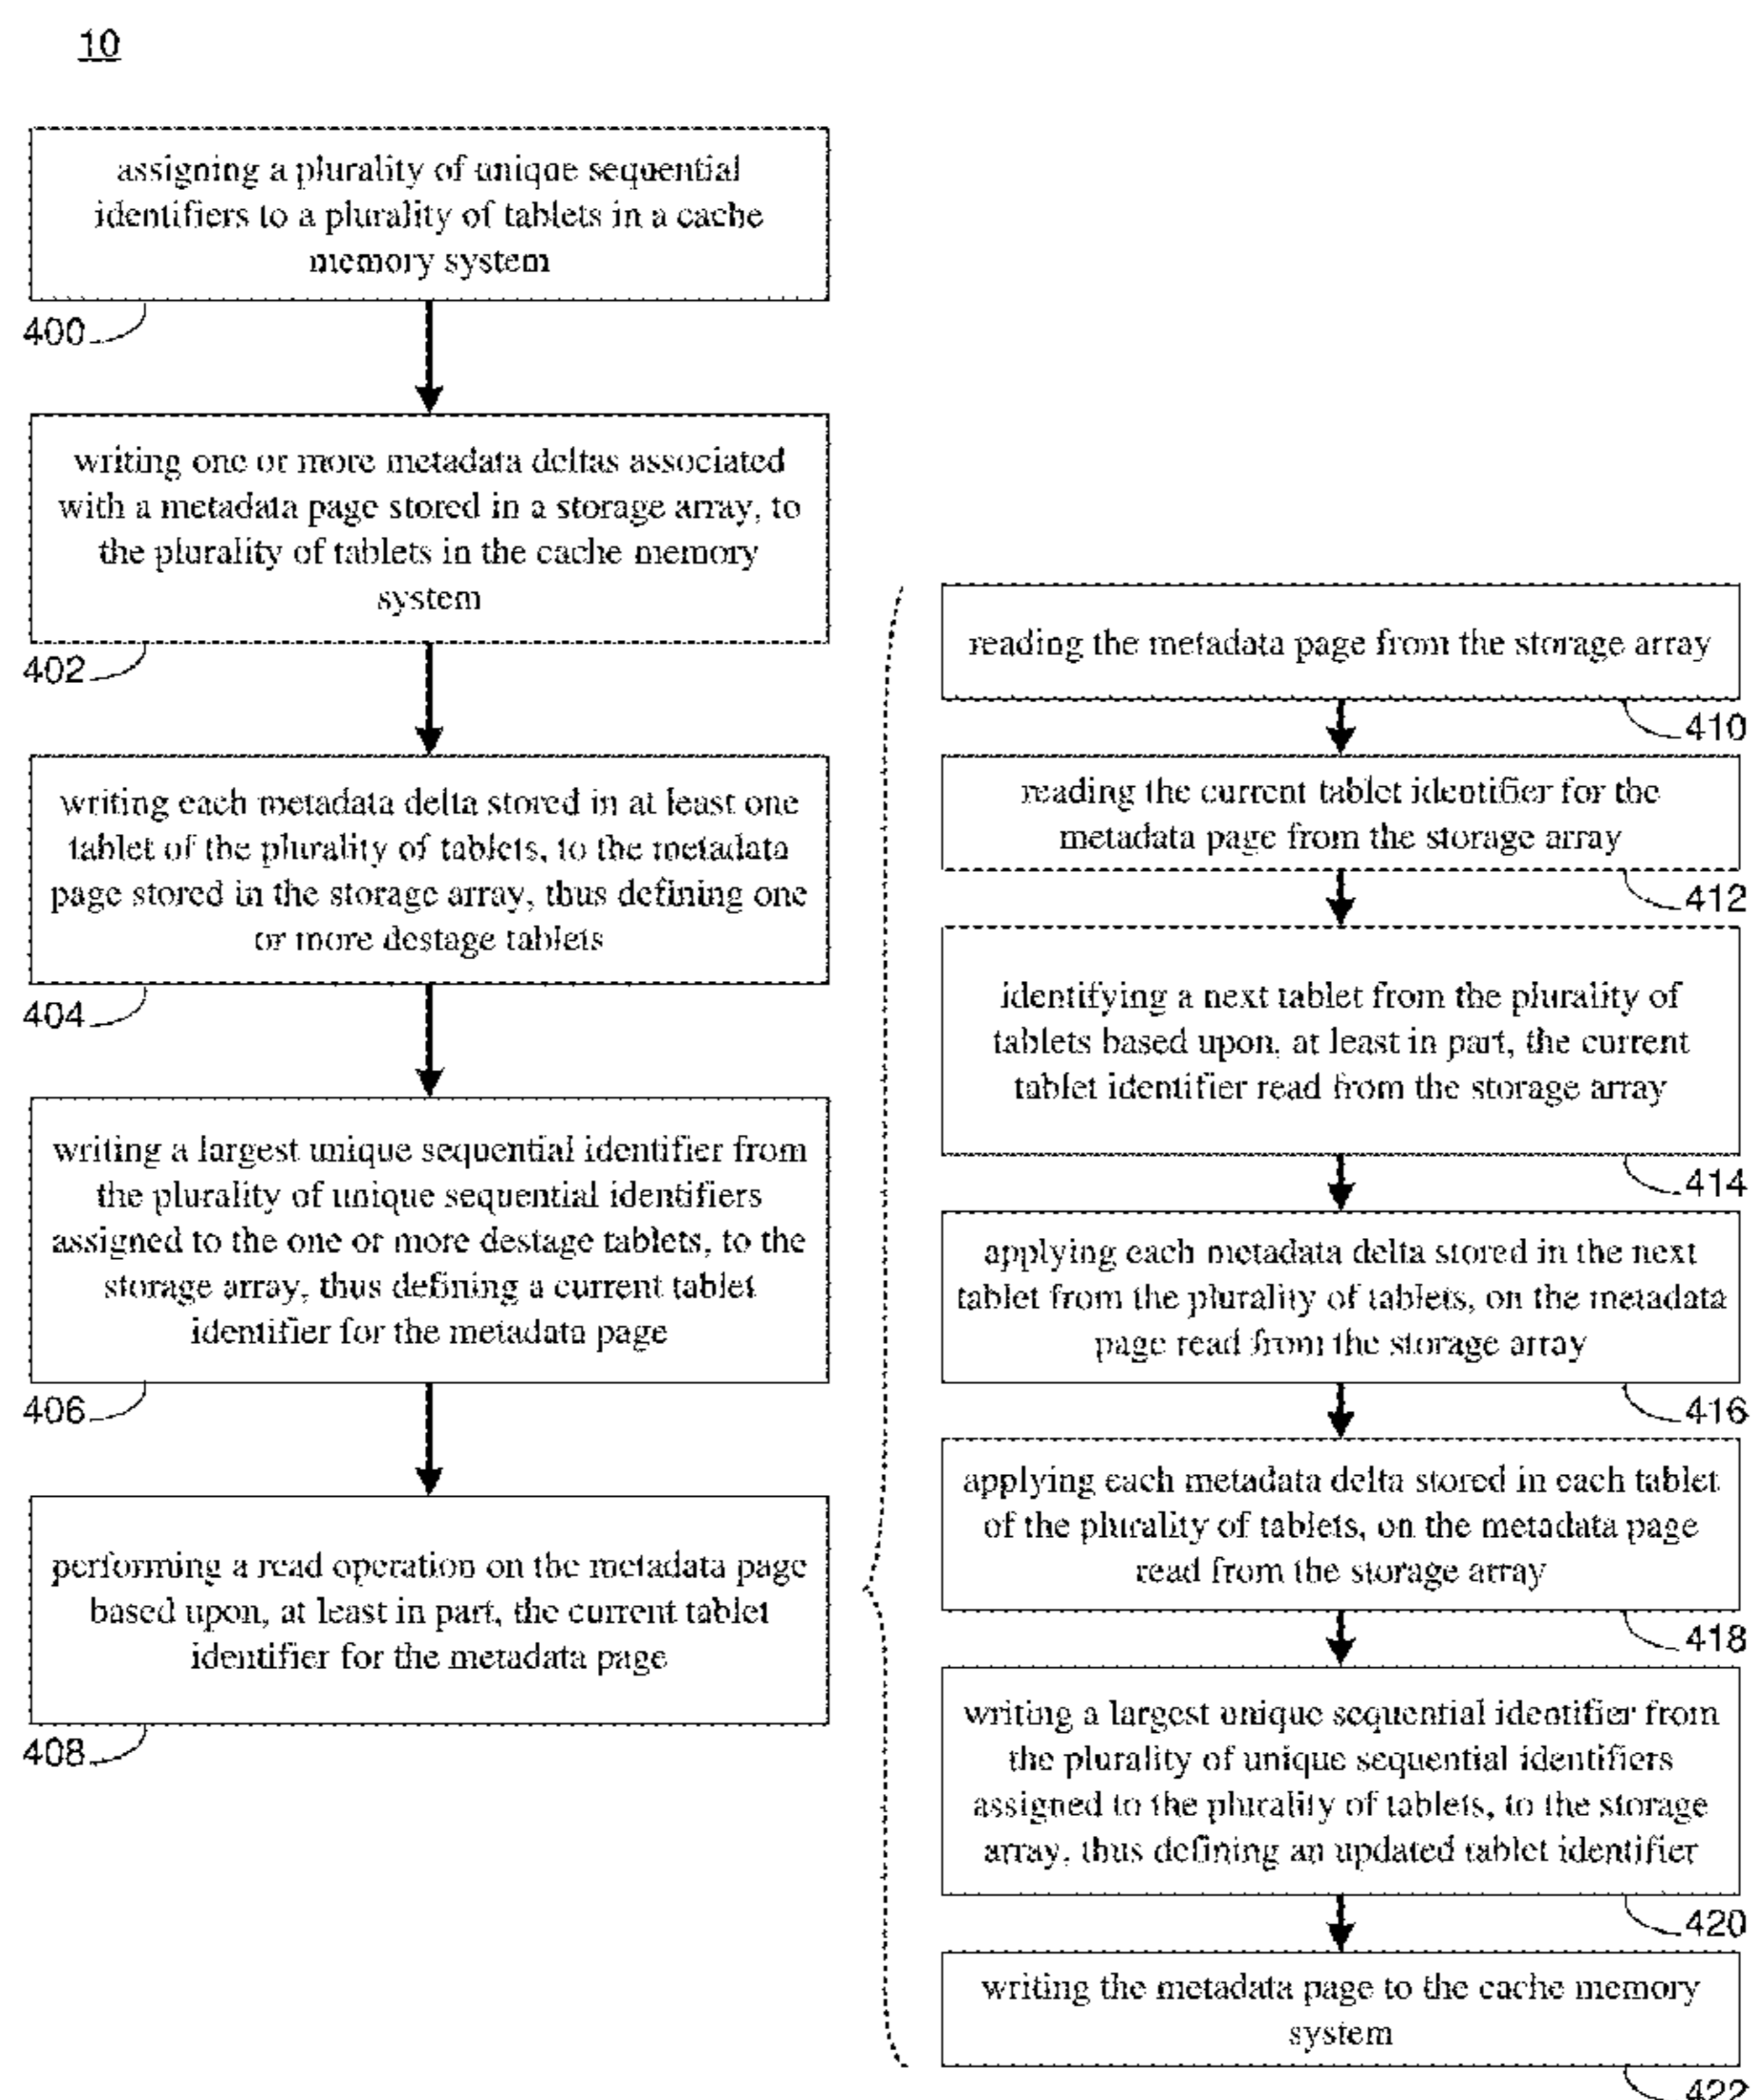 10
assigning a plurality of unique sequential
identifiers to a plurality of tablets in a cache
memory system
400
writing one or more metadata deltas associated
with a metadata page stored in a storage array, to
the plurality of tablets in the cache memory
system
402
writing each metadata delta stored in at least one
tablet of the plurality of tablets, to the metadata
page stored in the storage array, thus defining one
or more destage tablets
404
writing a largest unique sequential identifier from
the plurality of unique sequential identifiers
assigned to the one or more destage tablets, to the
storage array, thus defining a current tablet
identifier for the metadata page
406
performing a read operation on the metadata page
based upon, at least in part, the current tablet
identifier for the metadata page
408
reading the metadata page from the storage array
410
reading the current tablet identifier for the
metadata page from the storage array
412
identifying a next tablet from the plurality of
tablets based upon, at least in part, the current
tablet identifier read from the storage array
414
applying each metadata delta stored in the next
tablet from the plurality of tablets, on the metadata
page read from the storage array
416
applying each metadata delta stored in each tablet
of the plurality of tablets, on the metadata page
read from the storage array
418
writing a largest unique sequential identifier from
the plurality of unique sequential identifiers
assigned to the plurality of tablets, to the storage
array, thus defining an updated tablet identifier
420
writing the metadata page to the cache memory
system
422